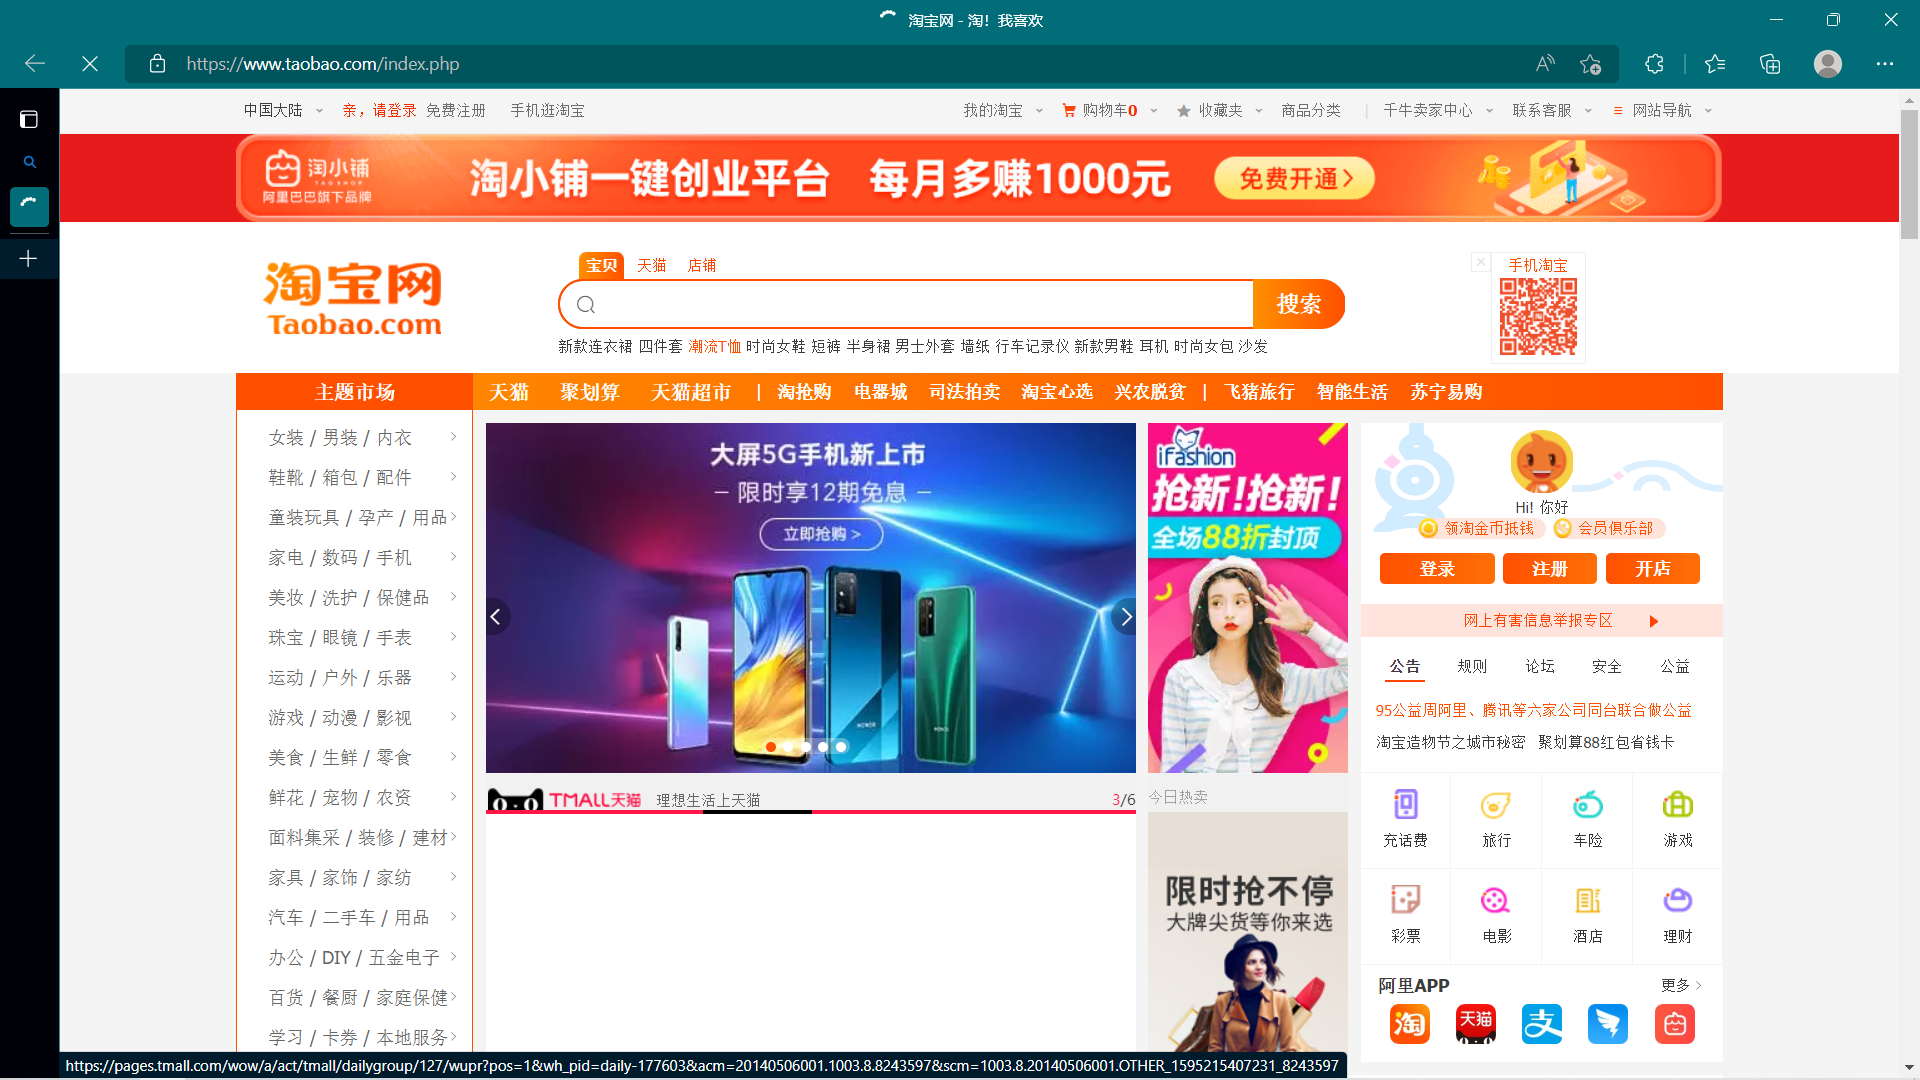 淘宝网 - 淘！我喜欢
https://www.taobao.com/index.php
中国大陆 亲，请登录 免费注册 手机逛淘宝 我的淘宝 购物车0 收藏夹 商品分类 千牛卖家中心 联系客服 网站导航
淘小铺
TAOSHOP
阿里巴巴旗下品牌
淘小铺一键创业平台 每月多赚1000元 免费开通
淘宝网
Taobao.com
宝贝 天猫 店铺
搜索
新款连衣裙 四件套 潮流T恤 时尚女鞋 短裤 半身裙 男士外套 墙纸 行车记录仪 新款男鞋 耳机 时尚女包 沙发
手机淘宝
主题市场 天猫 聚划算 天猫超市 | 淘抢购 电器城 司法拍卖 淘宝心选 兴农脱贫 | 飞猪旅行 智能生活 苏宁易购
女装 / 男装 / 内衣
鞋靴 / 箱包 / 配件
童装玩具 / 孕产 / 用品
家电 / 数码 / 手机
美妆 / 洗护 / 保健品
珠宝 / 眼镜 / 手表
运动 / 户外 / 乐器
游戏 / 动漫 / 影视
美食 / 生鲜 / 零食
鲜花 / 宠物 / 农资
面料集采 / 装修 / 建材
家具 / 家饰 / 家纺
汽车 / 二手车 / 用品
办公 / DIY / 五金电子
百货 / 餐厨 / 家庭保健
学习 / 卡券 / 本地服务
大屏5G手机新上市
— 限时享12期免息 —
立即抢购 >
HONOR
TMALL天猫 理想生活上天猫 3/6
iFashion
抢新！抢新！
全场88折封顶
今日热卖
限时抢不停
大牌尖货等你来选
Hi! 你好
领淘金币抵钱 会员俱乐部
登录 注册 开店
网上有害信息举报专区
公告 规则 论坛 安全 公益
95公益周阿里、腾讯等六家公司同台联合做公益
淘宝造物节之城市秘密 聚划算88红包省钱卡
充话费 旅行 车险 游戏
彩票 电影 酒店 理财
阿里APP 更多
淘 天猫 支
https://pages.tmall.com/wow/a/act/tmall/dailygroup/127/wupr?pos=1&wh_pid=daily-177603&acm=20140506001.1003.8.8243597&scm=1003.8.20140506001.OTHER_1595215407231_8243597